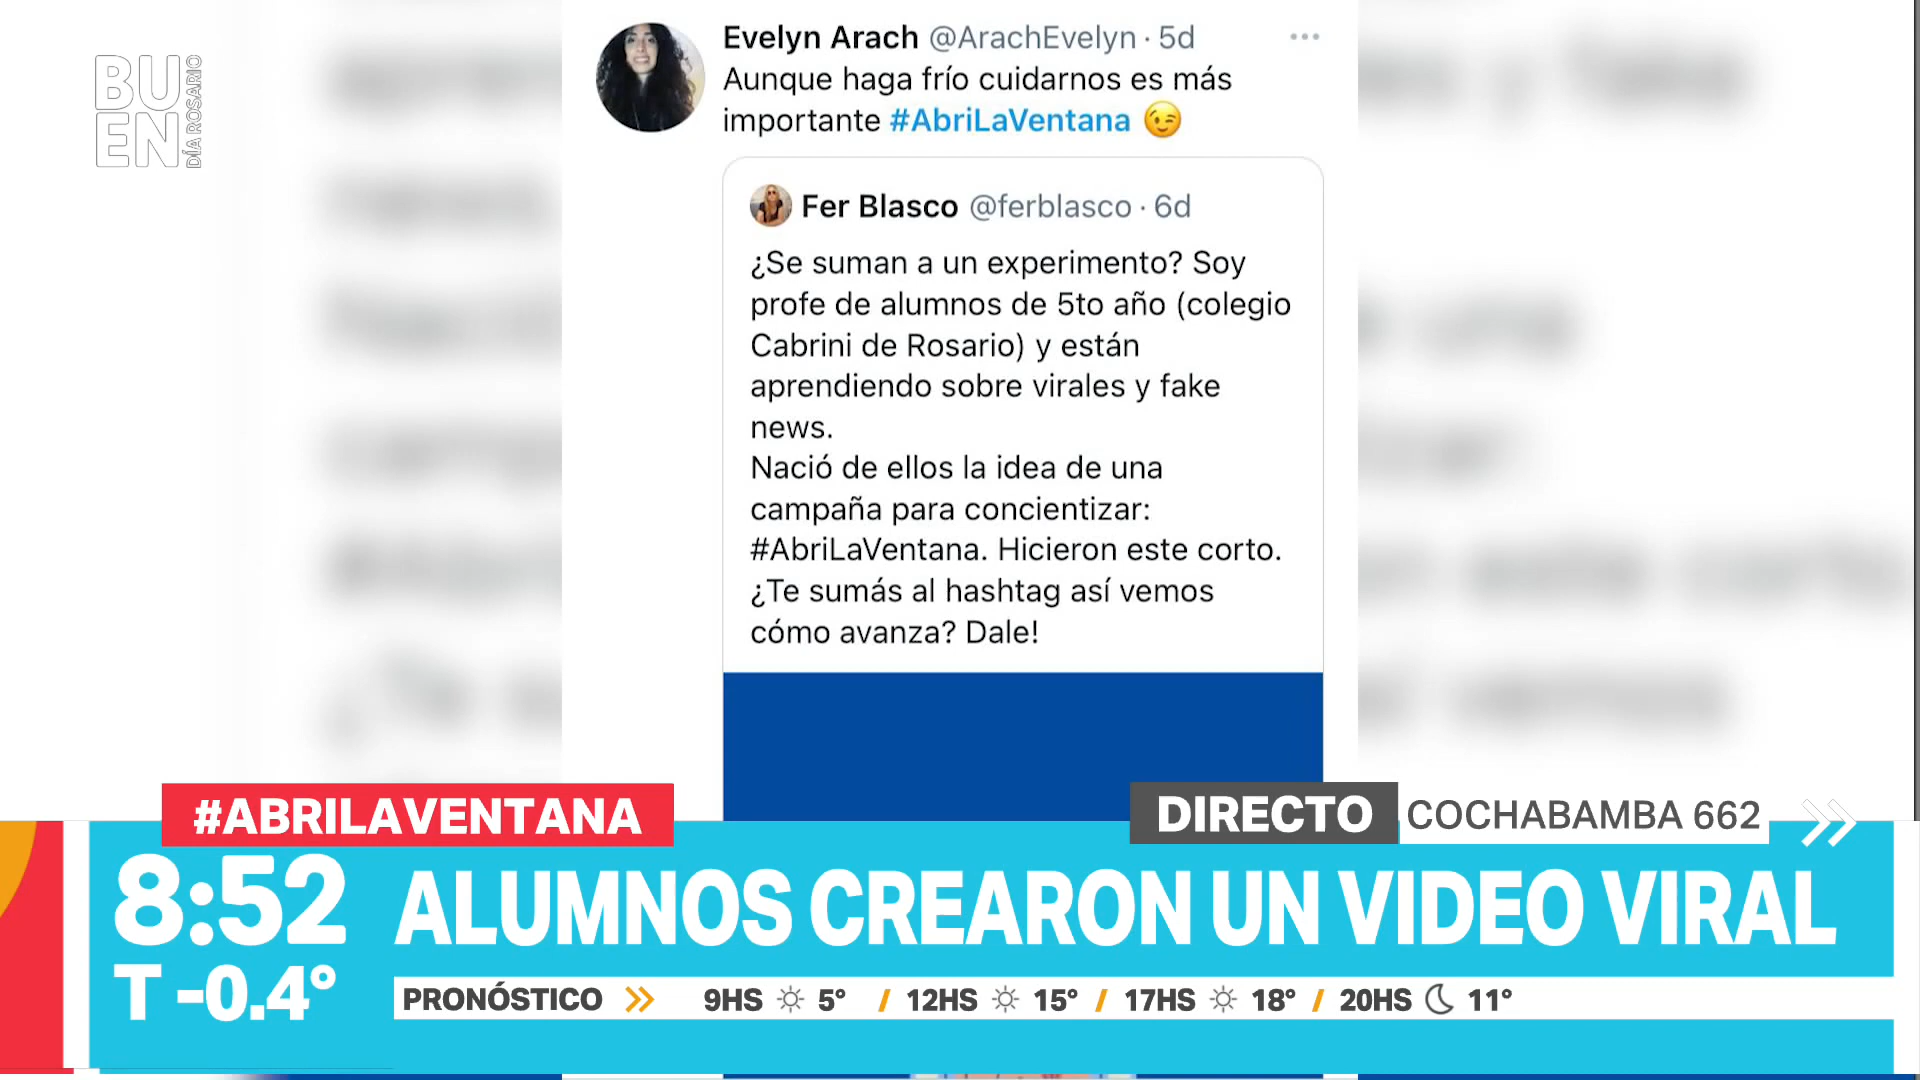 BUEN
DÍA ROSARIO
Evelyn Arach @ArachEvelyn · 5d
Aunque haga frío cuidarnos es más
importante #AbriLaVentana 😉
Fer Blasco @ferblasco · 6d
¿Se suman a un experimento? Soy
profe de alumnos de 5to año (colegio
Cabrini de Rosario) y están
aprendiendo sobre virales y fake
news.
Nació de ellos la idea de una
campaña para concientizar:
#AbriLaVentana. Hicieron este corto.
¿Te sumás al hashtag así vemos
cómo avanza? Dale!
#ABRILAVENTANA
DIRECTO COCHABAMBA 662
8:52
ALUMNOS CREARON UN VIDEO VIRAL
T -0.4°
PRONÓSTICO 9HS 5° / 12HS 15° / 17HS 18° / 20HS 11°